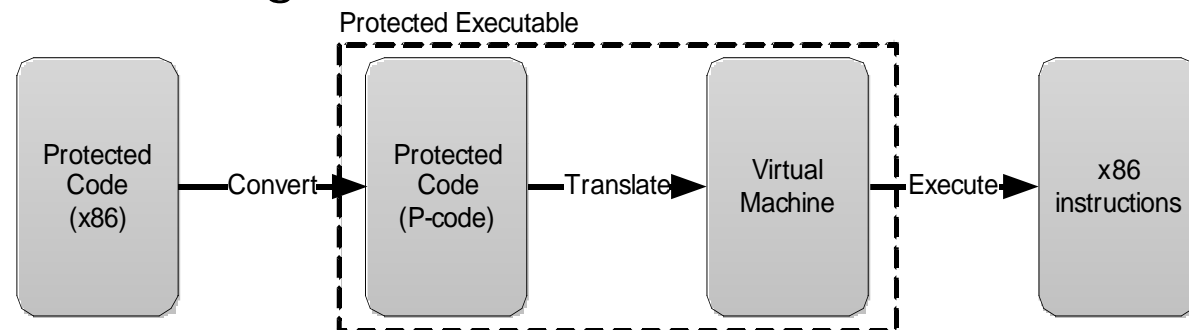 Protected Executable
Protected
Code
(x86)
Convert
Protected
Code
(P-code)
Translate
Virtual
Machine
Execute
x86
instructions